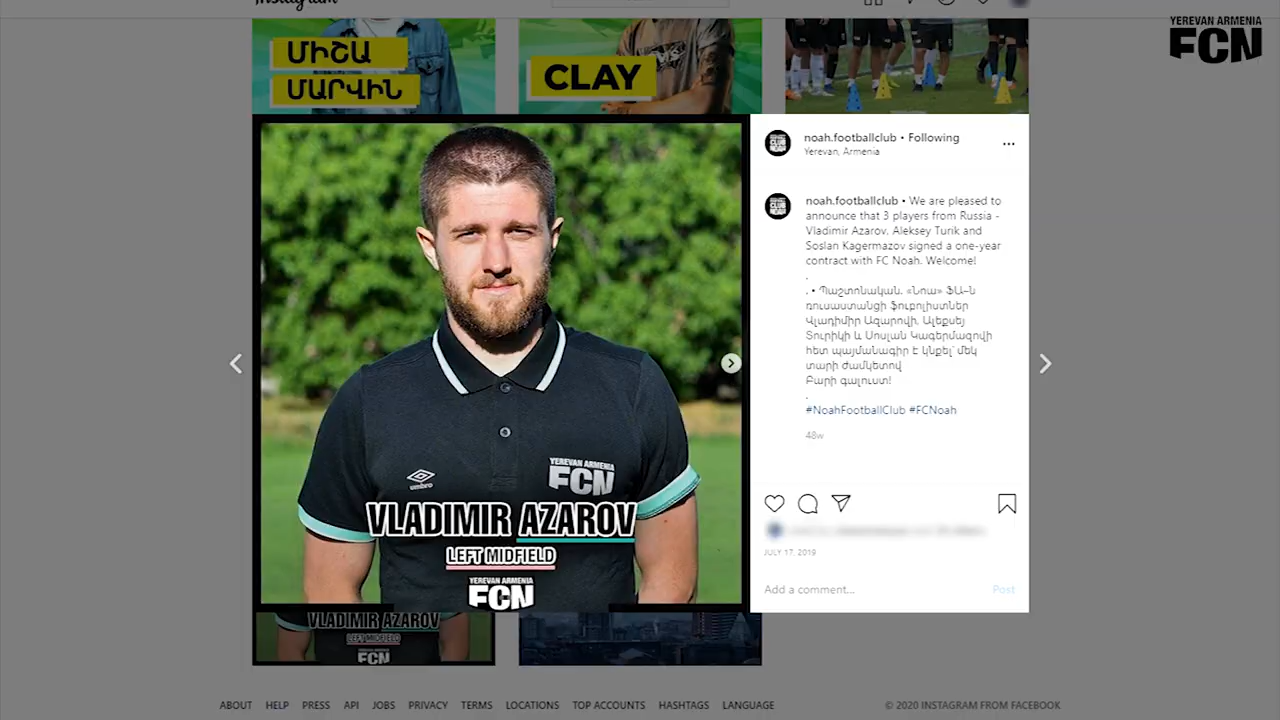 Instagram
YEREVAN ARMENIA
FCN
ՄԻՇԱ
ՄԱՐՎԻՆ
CLAY
noah.footballclub • Following
Yerevan, Armenia
noah.footballclub • We are pleased to
announce that 3 players from Russia -
Vladimir Azarov, Aleksey Turik and
Soslan Kagermazov signed a one-year
contract with FC Noah. Welcome!
.
. • Պաշտոնական. «Նոա» ՖԱ-ն
ռուսաստանցի ֆուտբոլիստներ
Վլադիմիր Ազարովի, Ալեքսեյ
Տուրիկի և Սոսլան Կագերմազովի
հետ պայմանագիր է կնքել՝ մեկ
տարի ժամկետով
Բարի գալուստ!
.
#NoahFootballClub #FCNoah
48w
umbro
YEREVAN ARMENIA
FCN
VLADIMIR AZAROV
LEFT MIDFIELD
YEREVAN ARMENIA
FCN
JULY 17, 2019
Add a comment...
Post
VLADIMIR AZAROV
LEFT MIDFIELD
FCN
ABOUT HELP PRESS API JOBS PRIVACY TERMS LOCATIONS TOP ACCOUNTS HASHTAGS LANGUAGE
© 2020 INSTAGRAM FROM FACEBOOK